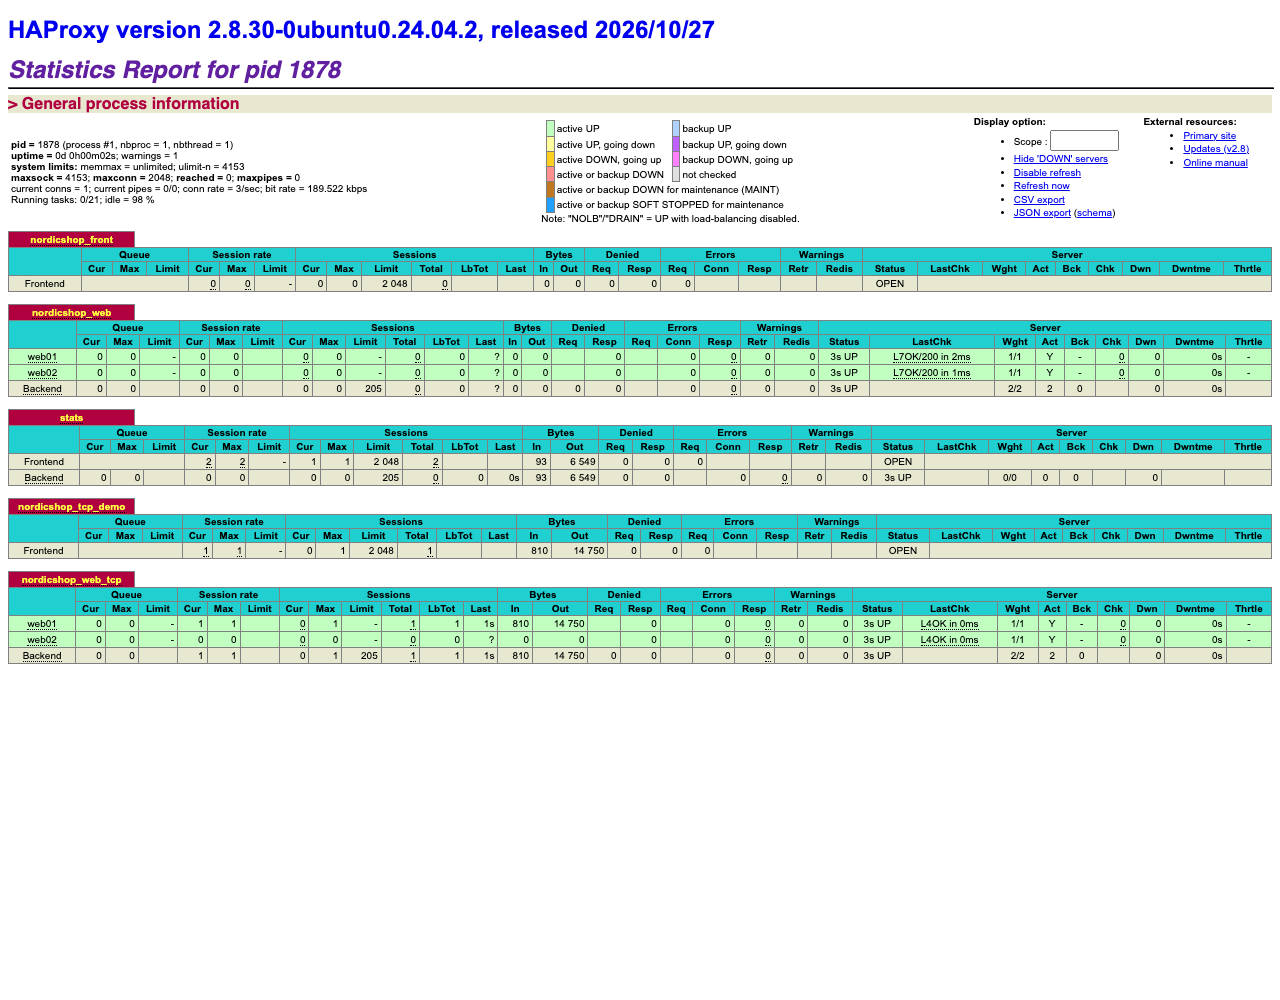 HAProxy version 2.8.30-0ubuntu0.24.04.2, released 2026/10/27
Statistics Report for pid 1878
> General process information
pid = 1878 (process #1, nbproc = 1, nbthread = 1)
uptime = 0d 0h00m02s; warnings = 1
system limits: memmax = unlimited; ulimit-n = 4153
maxsock = 4153; maxconn = 2048; reached = 0; maxpipes = 0
current conns = 1; current pipes = 0/0; conn rate = 3/sec; bit rate = 189.522 kbps
Running tasks: 0/21; idle = 98 %
active UP backup UP
active UP, going down backup UP, going down
active DOWN, going up backup DOWN, going up
active or backup DOWN not checked
active or backup DOWN for maintenance (MAINT)
active or backup SOFT STOPPED for maintenance
Note: "NOLB"/"DRAIN" = UP with load-balancing disabled.
Display option:
• Scope :
• Hide 'DOWN' servers
• Disable refresh
• Refresh now
• CSV export
• JSON export (schema)
External resources:
• Primary site
• Updates (v2.8)
• Online manual
nordicshop_front
Queue Session rate Sessions Bytes Denied Errors Warnings Server
Cur Max Limit Cur Max Limit Cur Max Limit Total LbTot Last In Out Req Resp Req Conn Resp Retr Redis Status LastChk Wght Act Bck Chk Dwn Dwntme Thrtle
Frontend 0 0 - 0 0 2 048 0 0 0 0 0 0 OPEN
nordicshop_web
Queue Session rate Sessions Bytes Denied Errors Warnings Server
Cur Max Limit Cur Max Limit Cur Max Limit Total LbTot Last In Out Req Resp Req Conn Resp Retr Redis Status LastChk Wght Act Bck Chk Dwn Dwntme Thrtle
web01 0 0 - 0 0 0 0 - 0 0 ? 0 0 0 0 0 0 0 3s UP L7OK/200 in 2ms 1/1 Y - 0 0 0s -
web02 0 0 - 0 0 0 0 - 0 0 ? 0 0 0 0 0 0 0 3s UP L7OK/200 in 1ms 1/1 Y - 0 0 0s -
Backend 0 0 0 0 0 0 205 0 0 ? 0 0 0 0 0 0 0 0 3s UP 2/2 2 0 0 0s
stats
Queue Session rate Sessions Bytes Denied Errors Warnings Server
Cur Max Limit Cur Max Limit Cur Max Limit Total LbTot Last In Out Req Resp Req Conn Resp Retr Redis Status LastChk Wght Act Bck Chk Dwn Dwntme Thrtle
Frontend 2 2 - 1 1 2 048 2 93 6 549 0 0 0 OPEN
Backend 0 0 0 0 0 0 205 0 0 0s 93 6 549 0 0 0 0 0 0 3s UP 0/0 0 0 0
nordicshop_tcp_demo
Queue Session rate Sessions Bytes Denied Errors Warnings Server
Cur Max Limit Cur Max Limit Cur Max Limit Total LbTot Last In Out Req Resp Req Conn Resp Retr Redis Status LastChk Wght Act Bck Chk Dwn Dwntme Thrtle
Frontend 1 1 - 0 1 2 048 1 810 14 750 0 0 0 OPEN
nordicshop_web_tcp
Queue Session rate Sessions Bytes Denied Errors Warnings Server
Cur Max Limit Cur Max Limit Cur Max Limit Total LbTot Last In Out Req Resp Req Conn Resp Retr Redis Status LastChk Wght Act Bck Chk Dwn Dwntme Thrtle
web01 0 0 - 1 1 0 1 - 1 1 1s 810 14 750 0 0 0 0 0 3s UP L4OK in 0ms 1/1 Y - 0 0 0s -
web02 0 0 - 0 0 0 0 - 0 0 ? 0 0 0 0 0 0 0 3s UP L4OK in 0ms 1/1 Y - 0 0 0s -
Backend 0 0 1 1 0 1 205 1 1 1s 810 14 750 0 0 0 0 0 0 3s UP 2/2 2 0 0 0s